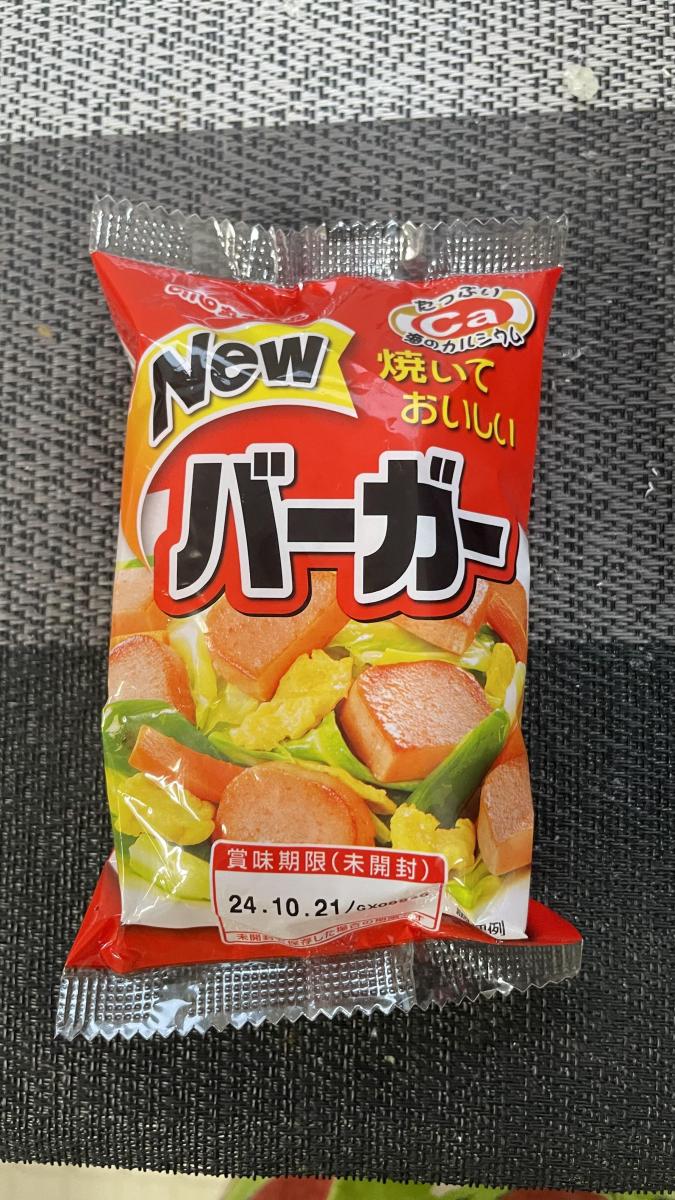 たっぷり
Ca
海のカルシウム
New
焼いて
おいしい
バーガー
賞味期限(未開封)
24.10.21/